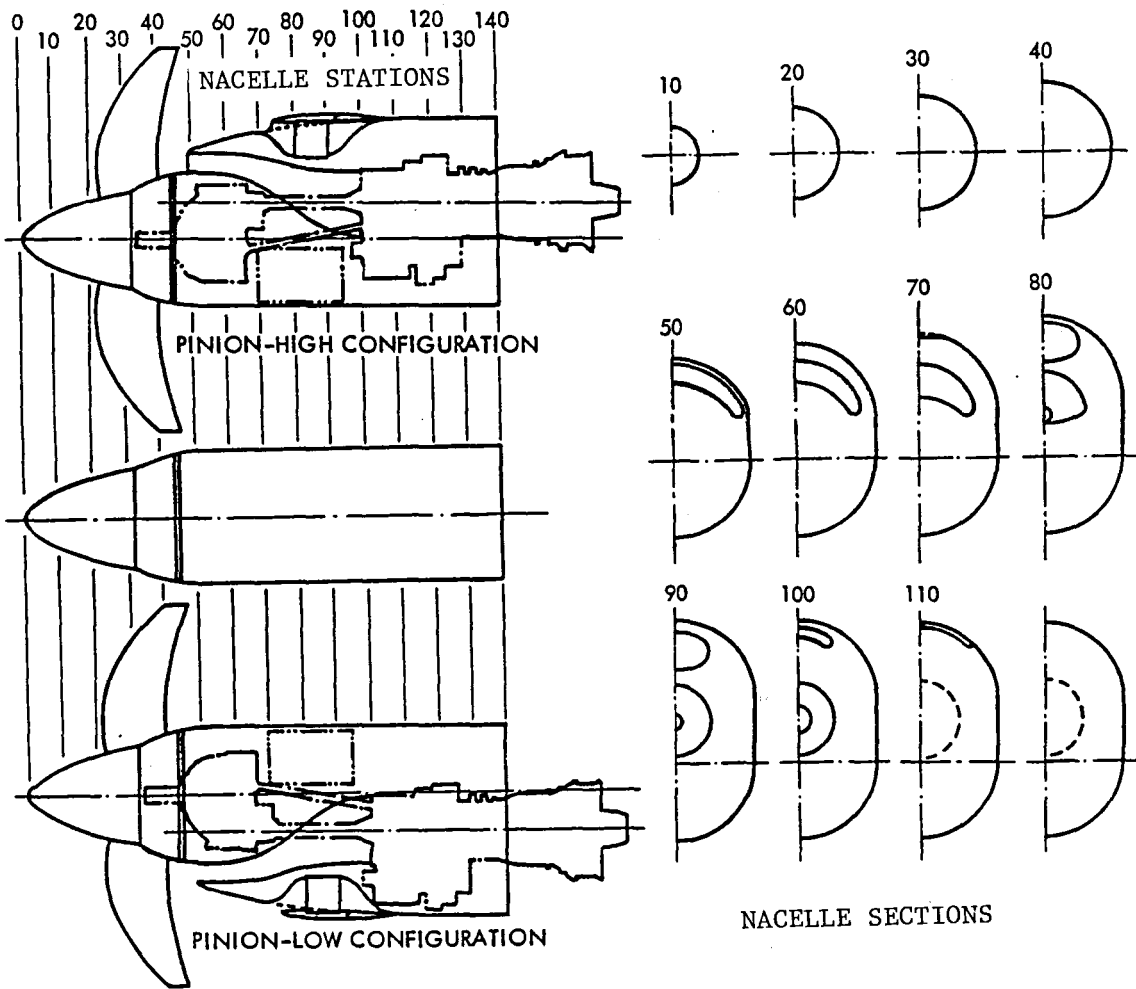 0 20 40 60 80 100 120 140
10 30 50 70 90 110 130
NACELLE STATIONS
PINION-HIGH CONFIGURATION
PINION-LOW CONFIGURATION
10 20 30 40
50 60 70 80
90 100 110
NACELLE SECTIONS